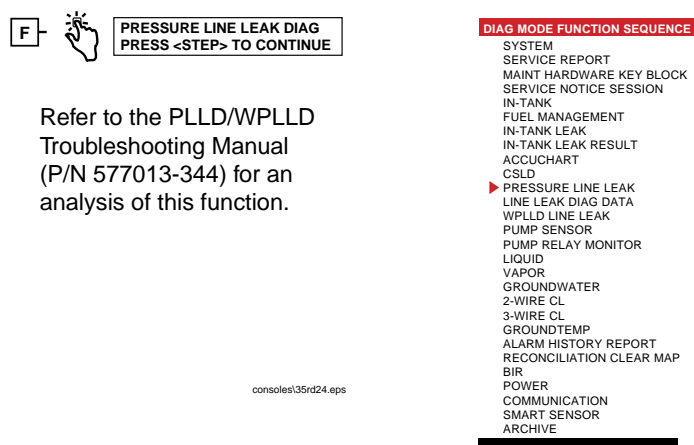 F
PRESSURE LINE LEAK DIAG
PRESS <STEP> TO CONTINUE
Refer to the PLLD/WPLLD
Troubleshooting Manual
(P/N 577013-344) for an
analysis of this function.
consoles\35rd24.eps
DIAG MODE FUNCTION SEQUENCE
SYSTEM
SERVICE REPORT
MAINT HARDWARE KEY BLOCK
SERVICE NOTICE SESSION
IN-TANK
FUEL MANAGEMENT
IN-TANK LEAK
IN-TANK LEAK RESULT
ACCUCHART
CSLD
PRESSURE LINE LEAK
LINE LEAK DIAG DATA
WPLLD LINE LEAK
PUMP SENSOR
PUMP RELAY MONITOR
LIQUID
VAPOR
GROUNDWATER
2-WIRE CL
3-WIRE CL
GROUNDTEMP
ALARM HISTORY REPORT
RECONCILIATION CLEAR MAP
BIR
POWER
COMMUNICATION
SMART SENSOR
ARCHIVE